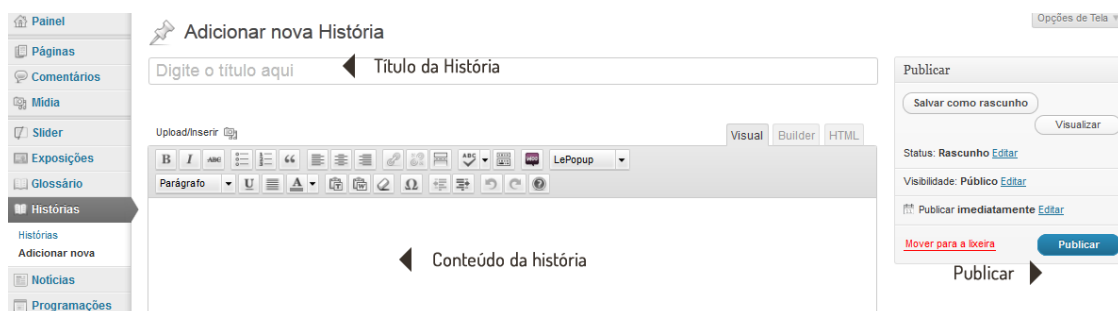 Painel
Páginas
Comentários
Mídia
Slider
Exposições
Glossário
Histórias
Histórias
Adicionar nova
Notícias
Programações
Adicionar nova História
Opções de Tela
Digite o título aqui
Título da História
Upload/Inserir
Visual Builder HTML
B I ABC “ ABC LePopup
Parágrafo U A T W Ω ?
Conteúdo da história
Publicar
Salvar como rascunho
Visualizar
Status: Rascunho Editar
Visibilidade: Público Editar
Publicar imediatamente Editar
Mover para a lixeira Publicar
Publicar